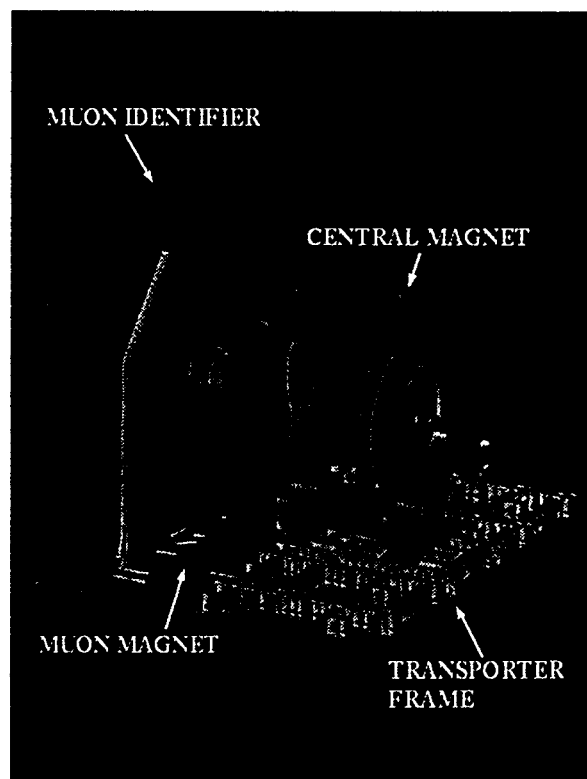 MUON IDENTIFIER
CENTRAL MAGNET
MUON MAGNET
TRANSPORTER
FRAME